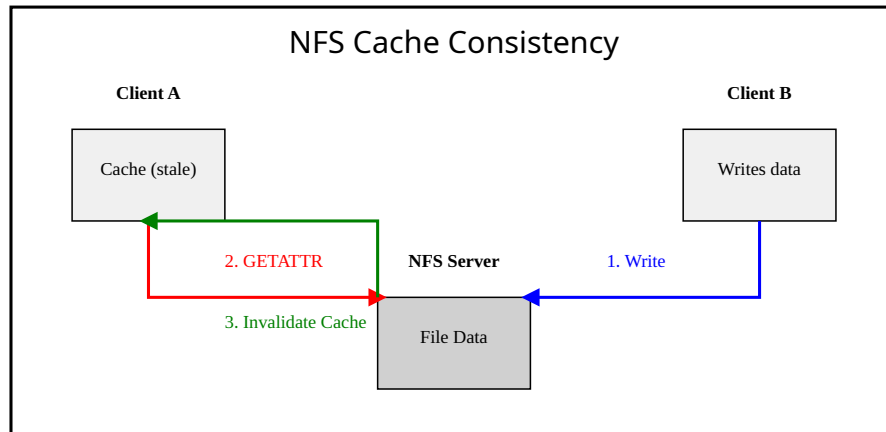 NFS Cache Consistency
Client A
Client B
Cache (stale)
Writes data
2. GETATTR
NFS Server
1. Write
3. Invalidate Cache
File Data